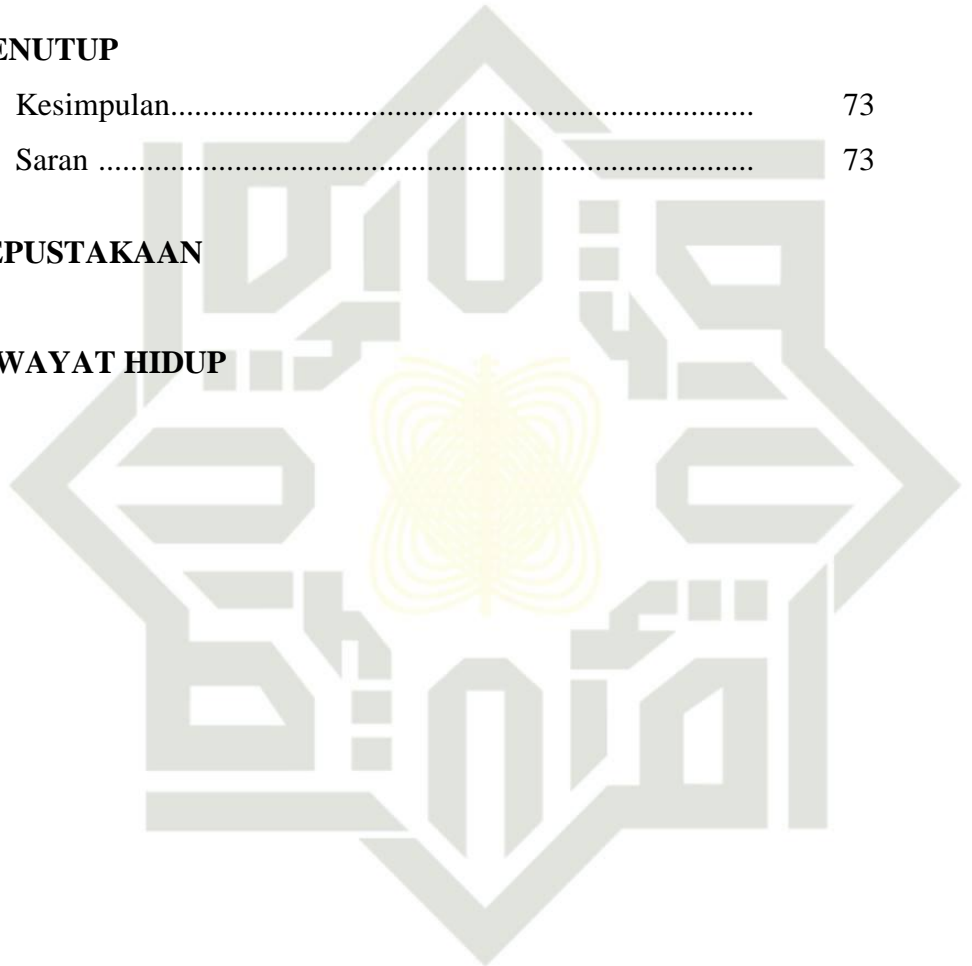 ENUTUP
Kesimpulan........................................................................ 73
Saran ................................................................................. 73
EPUSTAKAAN
WAYAT HIDUP